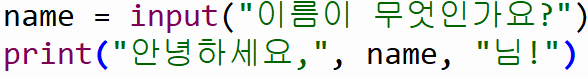 name = input("이름이 무엇인가요?")
print("안녕하세요,", name, "님!")